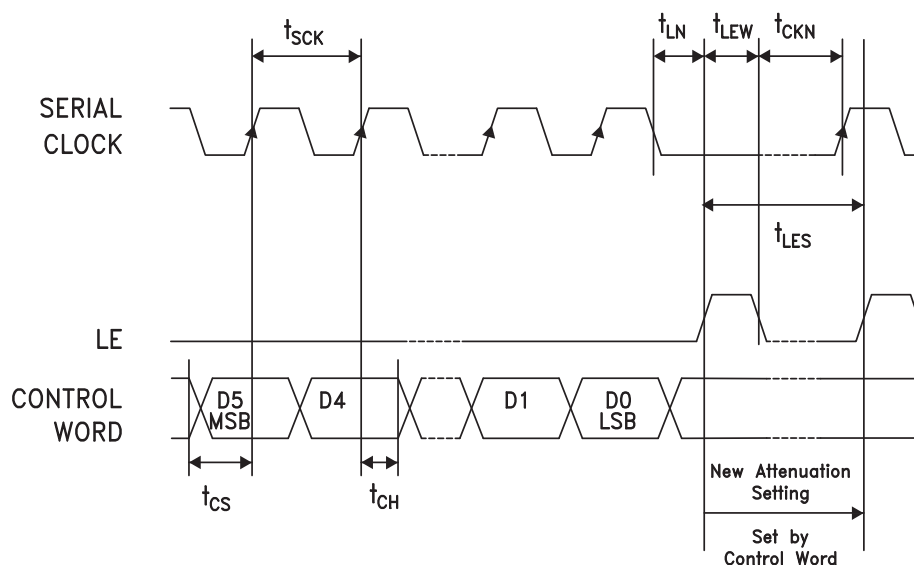 tSCK
tLN
tLEW
tCKN
SERIAL
CLOCK
tLES
LE
CONTROL
WORD
D5
MSB
D4
D1
D0
LSB
tCS
tCH
New Attenuation
Setting
Set by
Control Word